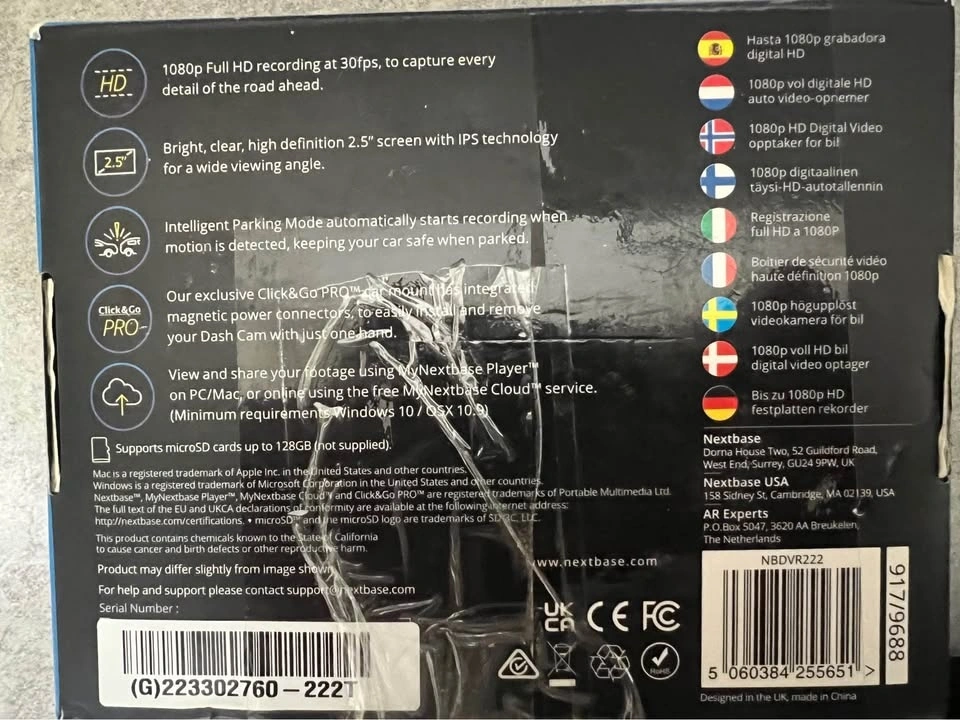 HD
1080p Full HD recording at 30fps, to capture every
detail of the road ahead.
2.5"
Bright, clear, high definition 2.5" screen with IPS technology
for a wide viewing angle.
Intelligent Parking Mode automatically starts recording when
motion is detected, keeping your car safe when parked.
Click&Go
PRO
Our exclusive Click&Go PRO™ car mount has integrated
magnetic power connectors, to easily install and remove
your Dash Cam with just one hand.
View and share your footage using MyNextbase Player™
on PC/Mac, or online using the free MyNextbase Cloud™ service.
(Minimum requirements Windows 10 / OSX 10.9)
Supports microSD cards up to 128GB (not supplied).
Mac is a registered trademark of Apple Inc. in the United States and other countries.
Windows is a registered trademark of Microsoft Corporation in the United States and other countries.
Nextbase™, MyNextbase Player™, MyNextbase Cloud™ and Click&Go PRO™ are registered trademarks of Portable Multimedia Ltd.
The full text of the EU and UKCA declarations of conformity are available at the following internet address:
http://nextbase.com/certifications. • microSD™ and the microSD logo are trademarks of SD-3C, LLC.
This product contains chemicals known to the State of California
to cause cancer and birth defects or other reproductive harm.
Product may differ slightly from image shown.
For help and support please contact support@nextbase.com
Serial Number :
(G)223302760 – 222T
www.nextbase.com
UK
CA
CE
FC
RoHS
Hasta 1080p grabadora
digital HD
1080p vol digitale HD
auto video-opnemer
1080p HD Digital Video
opptaker for bil
1080p digitaalinen
täysi-HD-autotallennin
Registrazione
full HD a 1080P
Boitier de sécurité vidéo
haute définition 1080p
1080p högupplöst
videokamera för bil
1080p voll HD bil
digital video optager
Bis zu 1080p HD
festplatten rekorder
Nextbase
Dorna House Two, 52 Guildford Road,
West End, Surrey, GU24 9PW, UK
Nextbase USA
158 Sidney St, Cambridge, MA 02139, USA
AR Experts
P.O.Box 5047, 3620 AA Breukelen,
The Netherlands
NBDVR222
5 060384 255651 >
917/9688
Designed in the UK, made in China